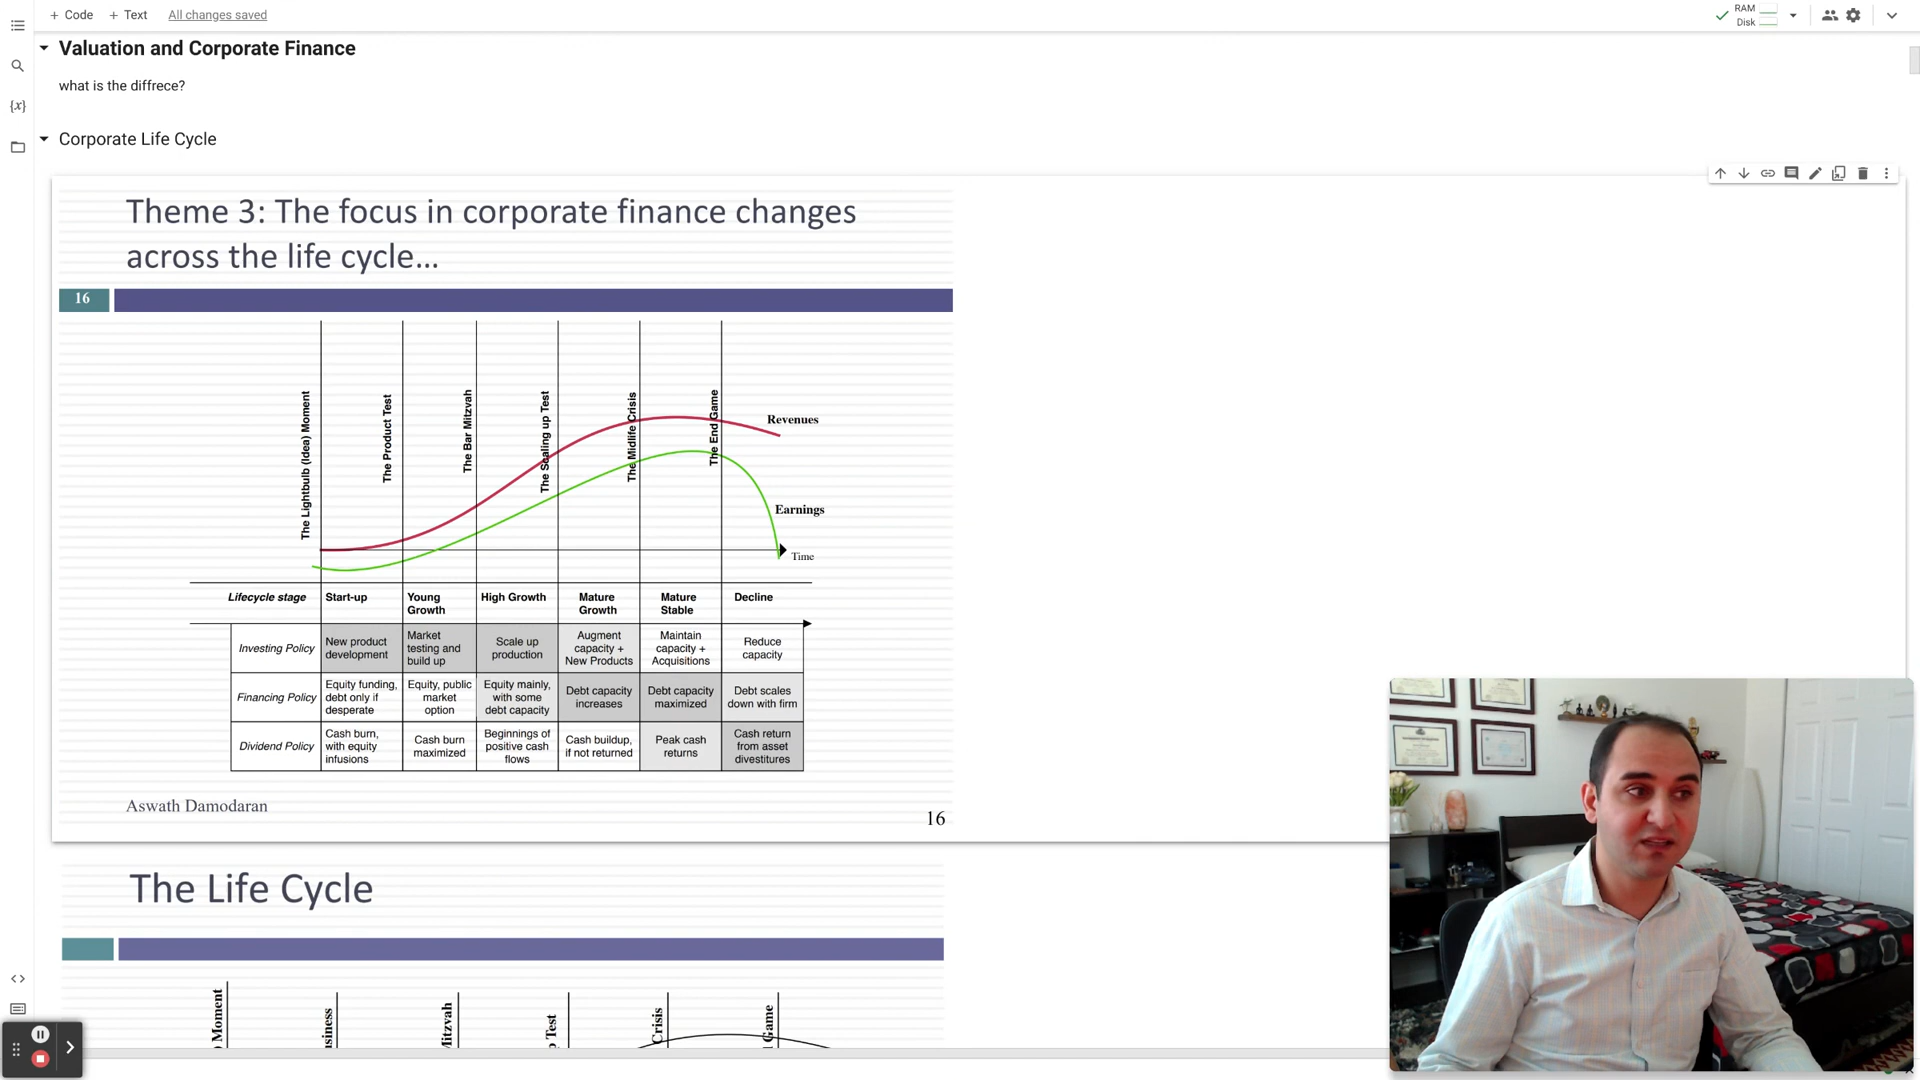 + Code + Text All changes saved
RAM
Disk
Valuation and Corporate Finance
what is the diffrece?
Corporate Life Cycle
Theme 3: The focus in corporate finance changes
across the life cycle...
16
The Lightbulb (Idea) Moment
The Product Test
The Bar Mitzvah
The Scaling up Test
The Midlife Crisis
The End Game
Revenues
Earnings
Time
Lifecycle stage Start-up Young Growth High Growth Mature Growth Mature Stable Decline
Investing Policy New product development Market testing and build up Scale up production Augment capacity + New Products Maintain capacity + Acquisitions Reduce capacity
Financing Policy Equity funding, debt only if desperate Equity, public market option Equity mainly, with some debt capacity Debt capacity increases Debt capacity maximized Debt scales down with firm
Dividend Policy Cash burn, with equity infusions Cash burn maximized Beginnings of positive cash flows Cash buildup, if not returned Peak cash returns Cash return from asset divestitures
Aswath Damodaran
16
The Life Cycle
Moment
siness
Mitzvah
Test
Crisis
Game